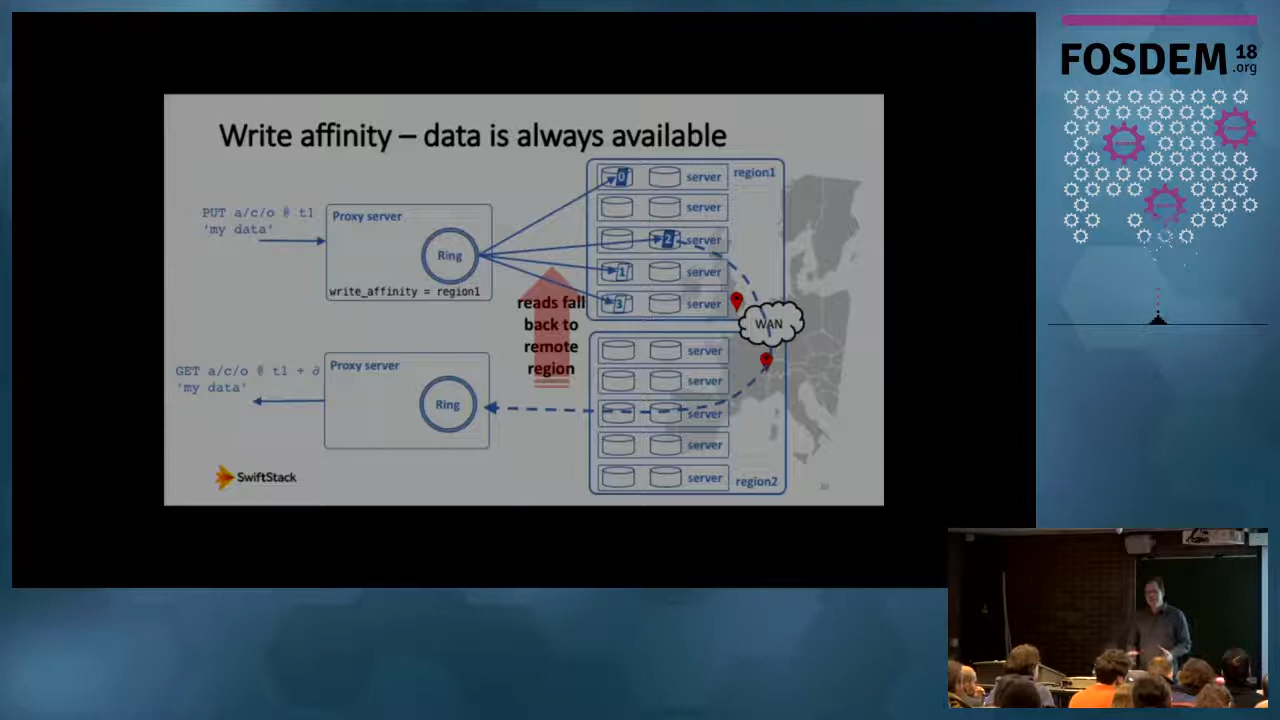 FOSDEM 18
.org
Write affinity – data is always available
PUT a/c/o @ t1
'my data'
Proxy server
Ring
write_affinity = region1
0
server
region1
server
2
server
1
server
3
server
reads fall
back to
remote
region
WAN
GET a/c/o @ t1 + ∂
'my data'
Proxy server
Ring
server
server
server
server
server
region2
SwiftStack
20